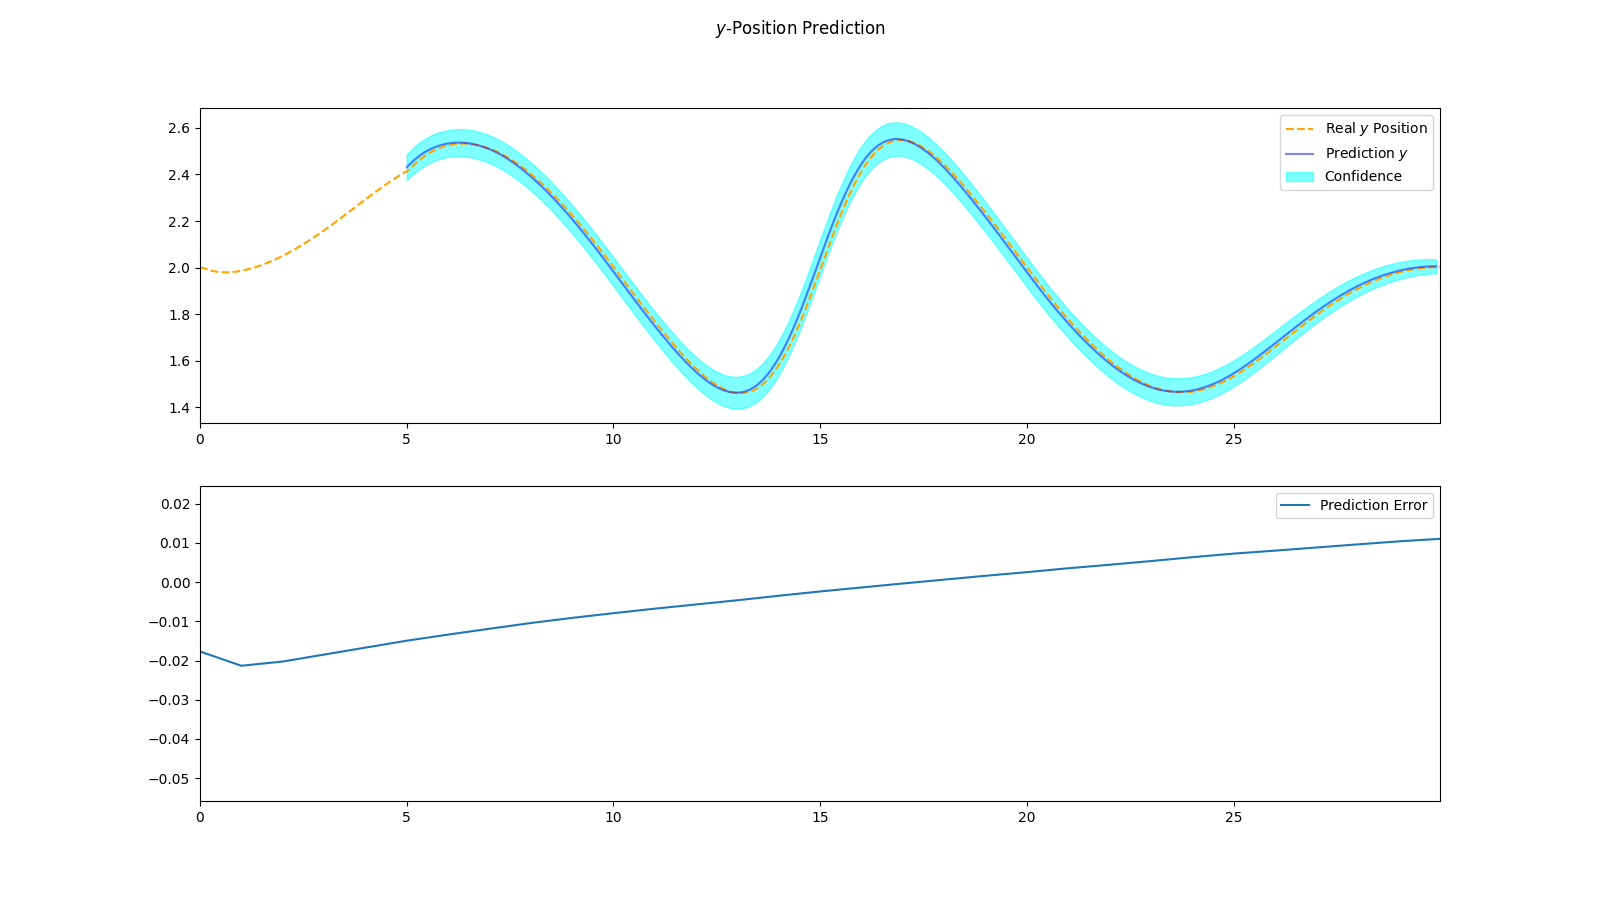 y-Position Prediction
2.6
2.4
2.2
2.0
1.8
1.6
1.4
Real y Position
Prediction y
Confidence
0 5 10 15 20 25
0.02
0.01
0.00
−0.01
−0.02
−0.03
−0.04
−0.05
Prediction Error
0 5 10 15 20 25